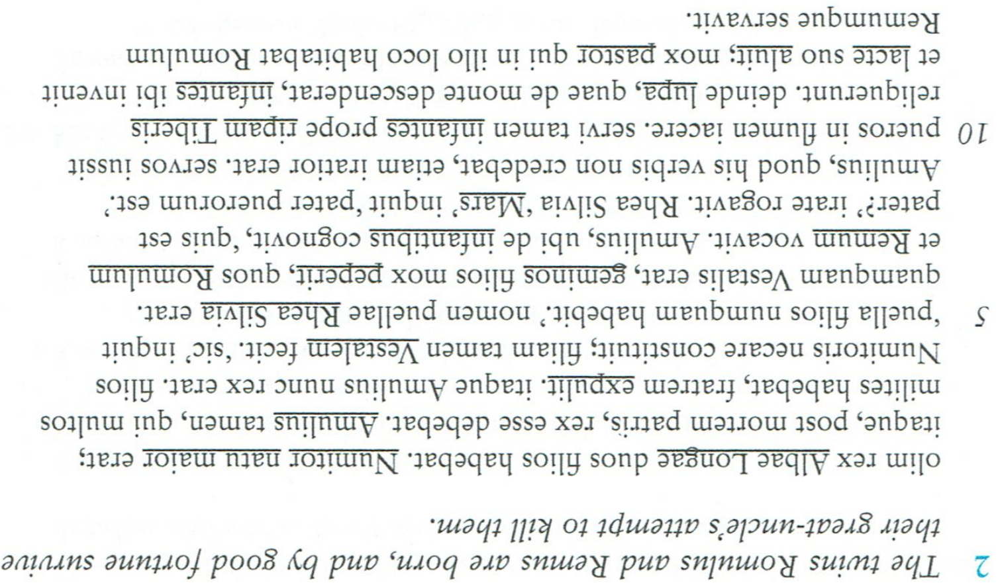 2 The twins Romulus and Remus are born, and by good fortune survive
their great-uncle's attempt to kill them.
olim rex Albae Longae duos filios habebat. Numitor natu maior erat;
itaque, post mortem patris, rex esse debebat. Amulius tamen, qui multos
milites habebat, fratrem expulit. itaque Amulius nunc rex erat. filios
Numitoris necare constituit; filiam tamen Vestalem fecit. 'sic' inquit
5 'puella filios numquam habebit.' nomen puellae Rhea Silvia erat.
quamquam Vestalis erat, geminos filios mox peperit, quos Romulum
et Remum vocavit. Amulius, ubi de infantibus cognovit, 'quis est
pater?' irate rogavit. Rhea Silvia 'Mars' inquit 'pater puerorum est.'
Amulius, quod his verbis non credebat, etiam iratior erat. servos iussit
10 pueros in flumen iacere. servi tamen infantes prope ripam Tiberis
reliquerunt. deinde lupa, quae de monte descenderat, infantes ibi invenit
et lacte suo aluit; mox pastor qui in illo loco habitabat Romulum
Remumque servavit.